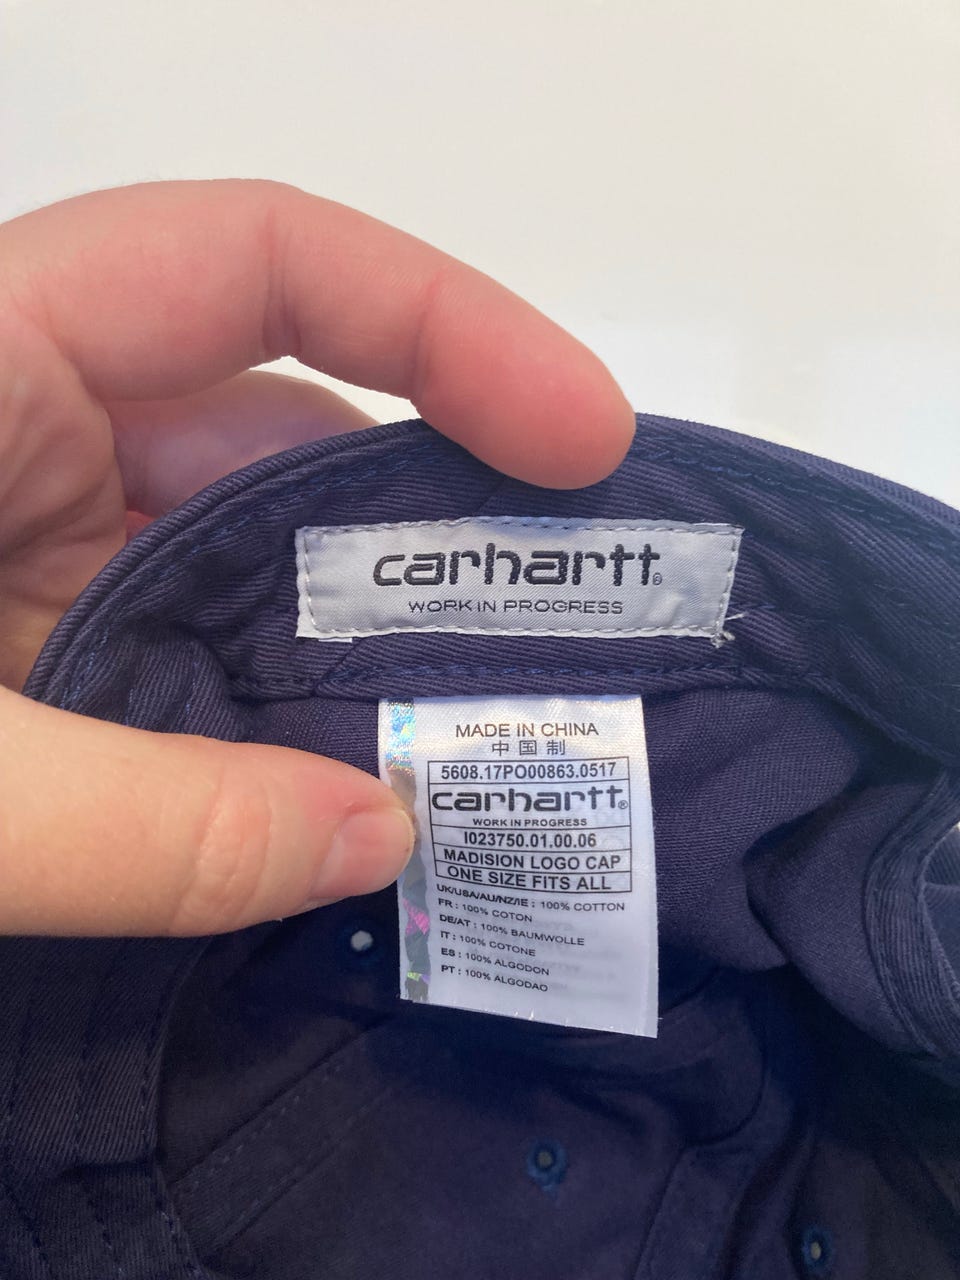 carhartt®
WORK IN PROGRESS
MADE IN CHINA
中国制
5608.17PO00863.0517
carhartt®
WORK IN PROGRESS
I023750.01.00.06
MADISION LOGO CAP
ONE SIZE FITS ALL
UK/USA/AU/NZ/IE : 100% COTTON
FR : 100% COTON
DE/AT : 100% BAUMWOLLE
IT : 100% COTONE
ES : 100% ALGODON
PT : 100% ALGODAO